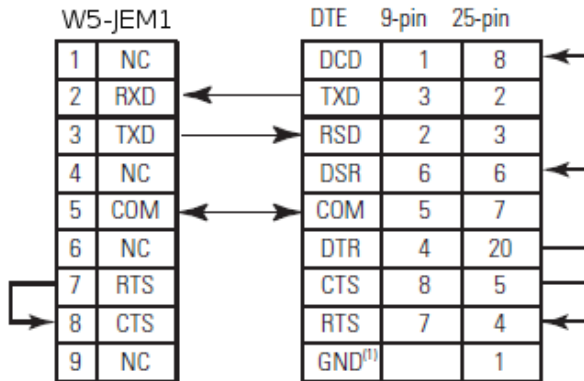 W5-JEM1 DTE 9-pin 25-pin
1 NC DCD 1 8
2 RXD TXD 3 2
3 TXD RSD 2 3
4 NC DSR 6 6
5 COM COM 5 7
6 NC DTR 4 20
7 RTS CTS 8 5
8 CTS RTS 7 4
9 NC GND(1) 1